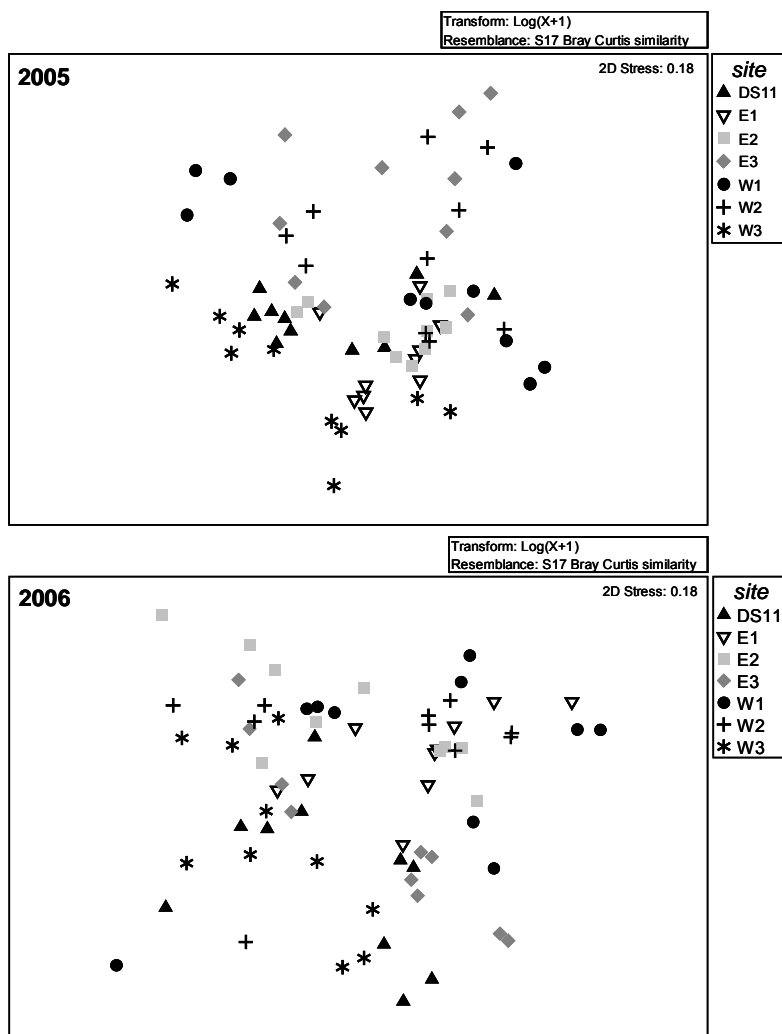 Transform: Log(X+1)
Resemblance: S17 Bray Curtis similarity
2005
2D Stress: 0.18
site
DS11
E1
E2
E3
W1
W2
W3
Transform: Log(X+1)
Resemblance: S17 Bray Curtis similarity
2006
2D Stress: 0.18
site
DS11
E1
E2
E3
W1
W2
W3